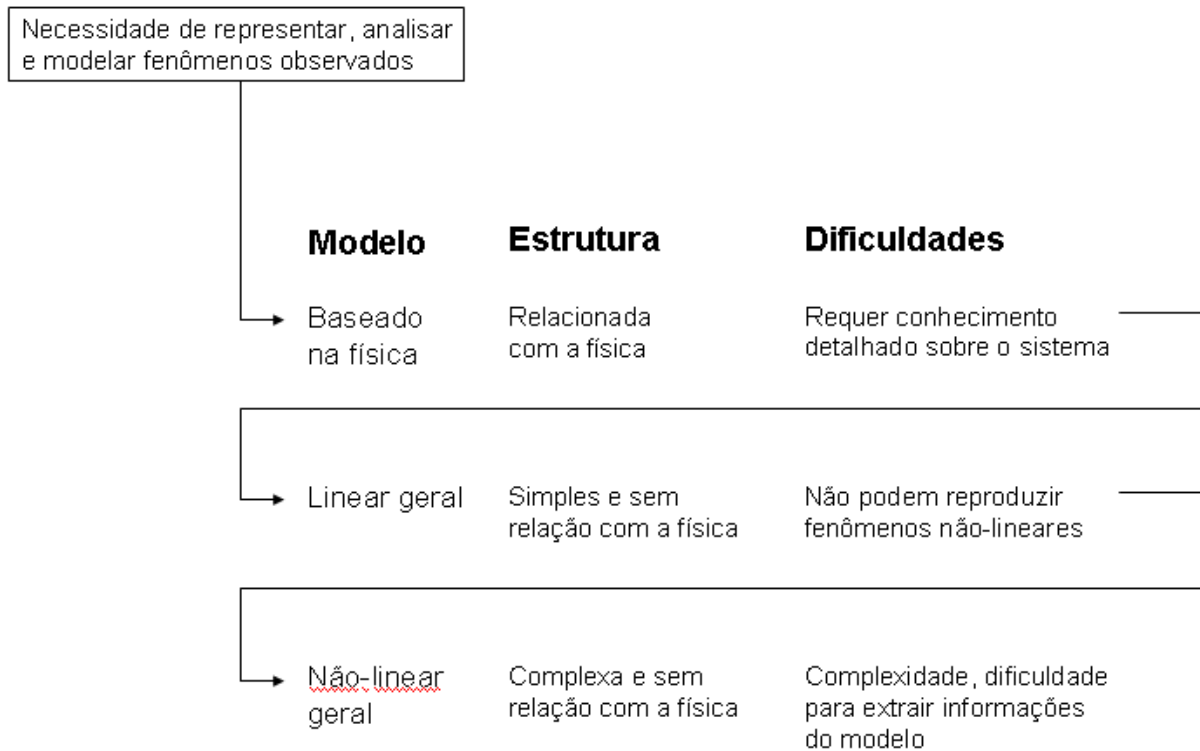 Necessidade de representar, analisar
e modelar fenômenos observados
Modelo
Estrutura
Dificuldades
Baseado
na física
Relacionada
com a física
Requer conhecimento
detalhado sobre o sistema
Linear geral
Simples e sem
relação com a física
Não podem reproduzir
fenômenos não-lineares
Não-linear
geral
Complexa e sem
relação com a física
Complexidade, dificuldade
para extrair informações
do modelo